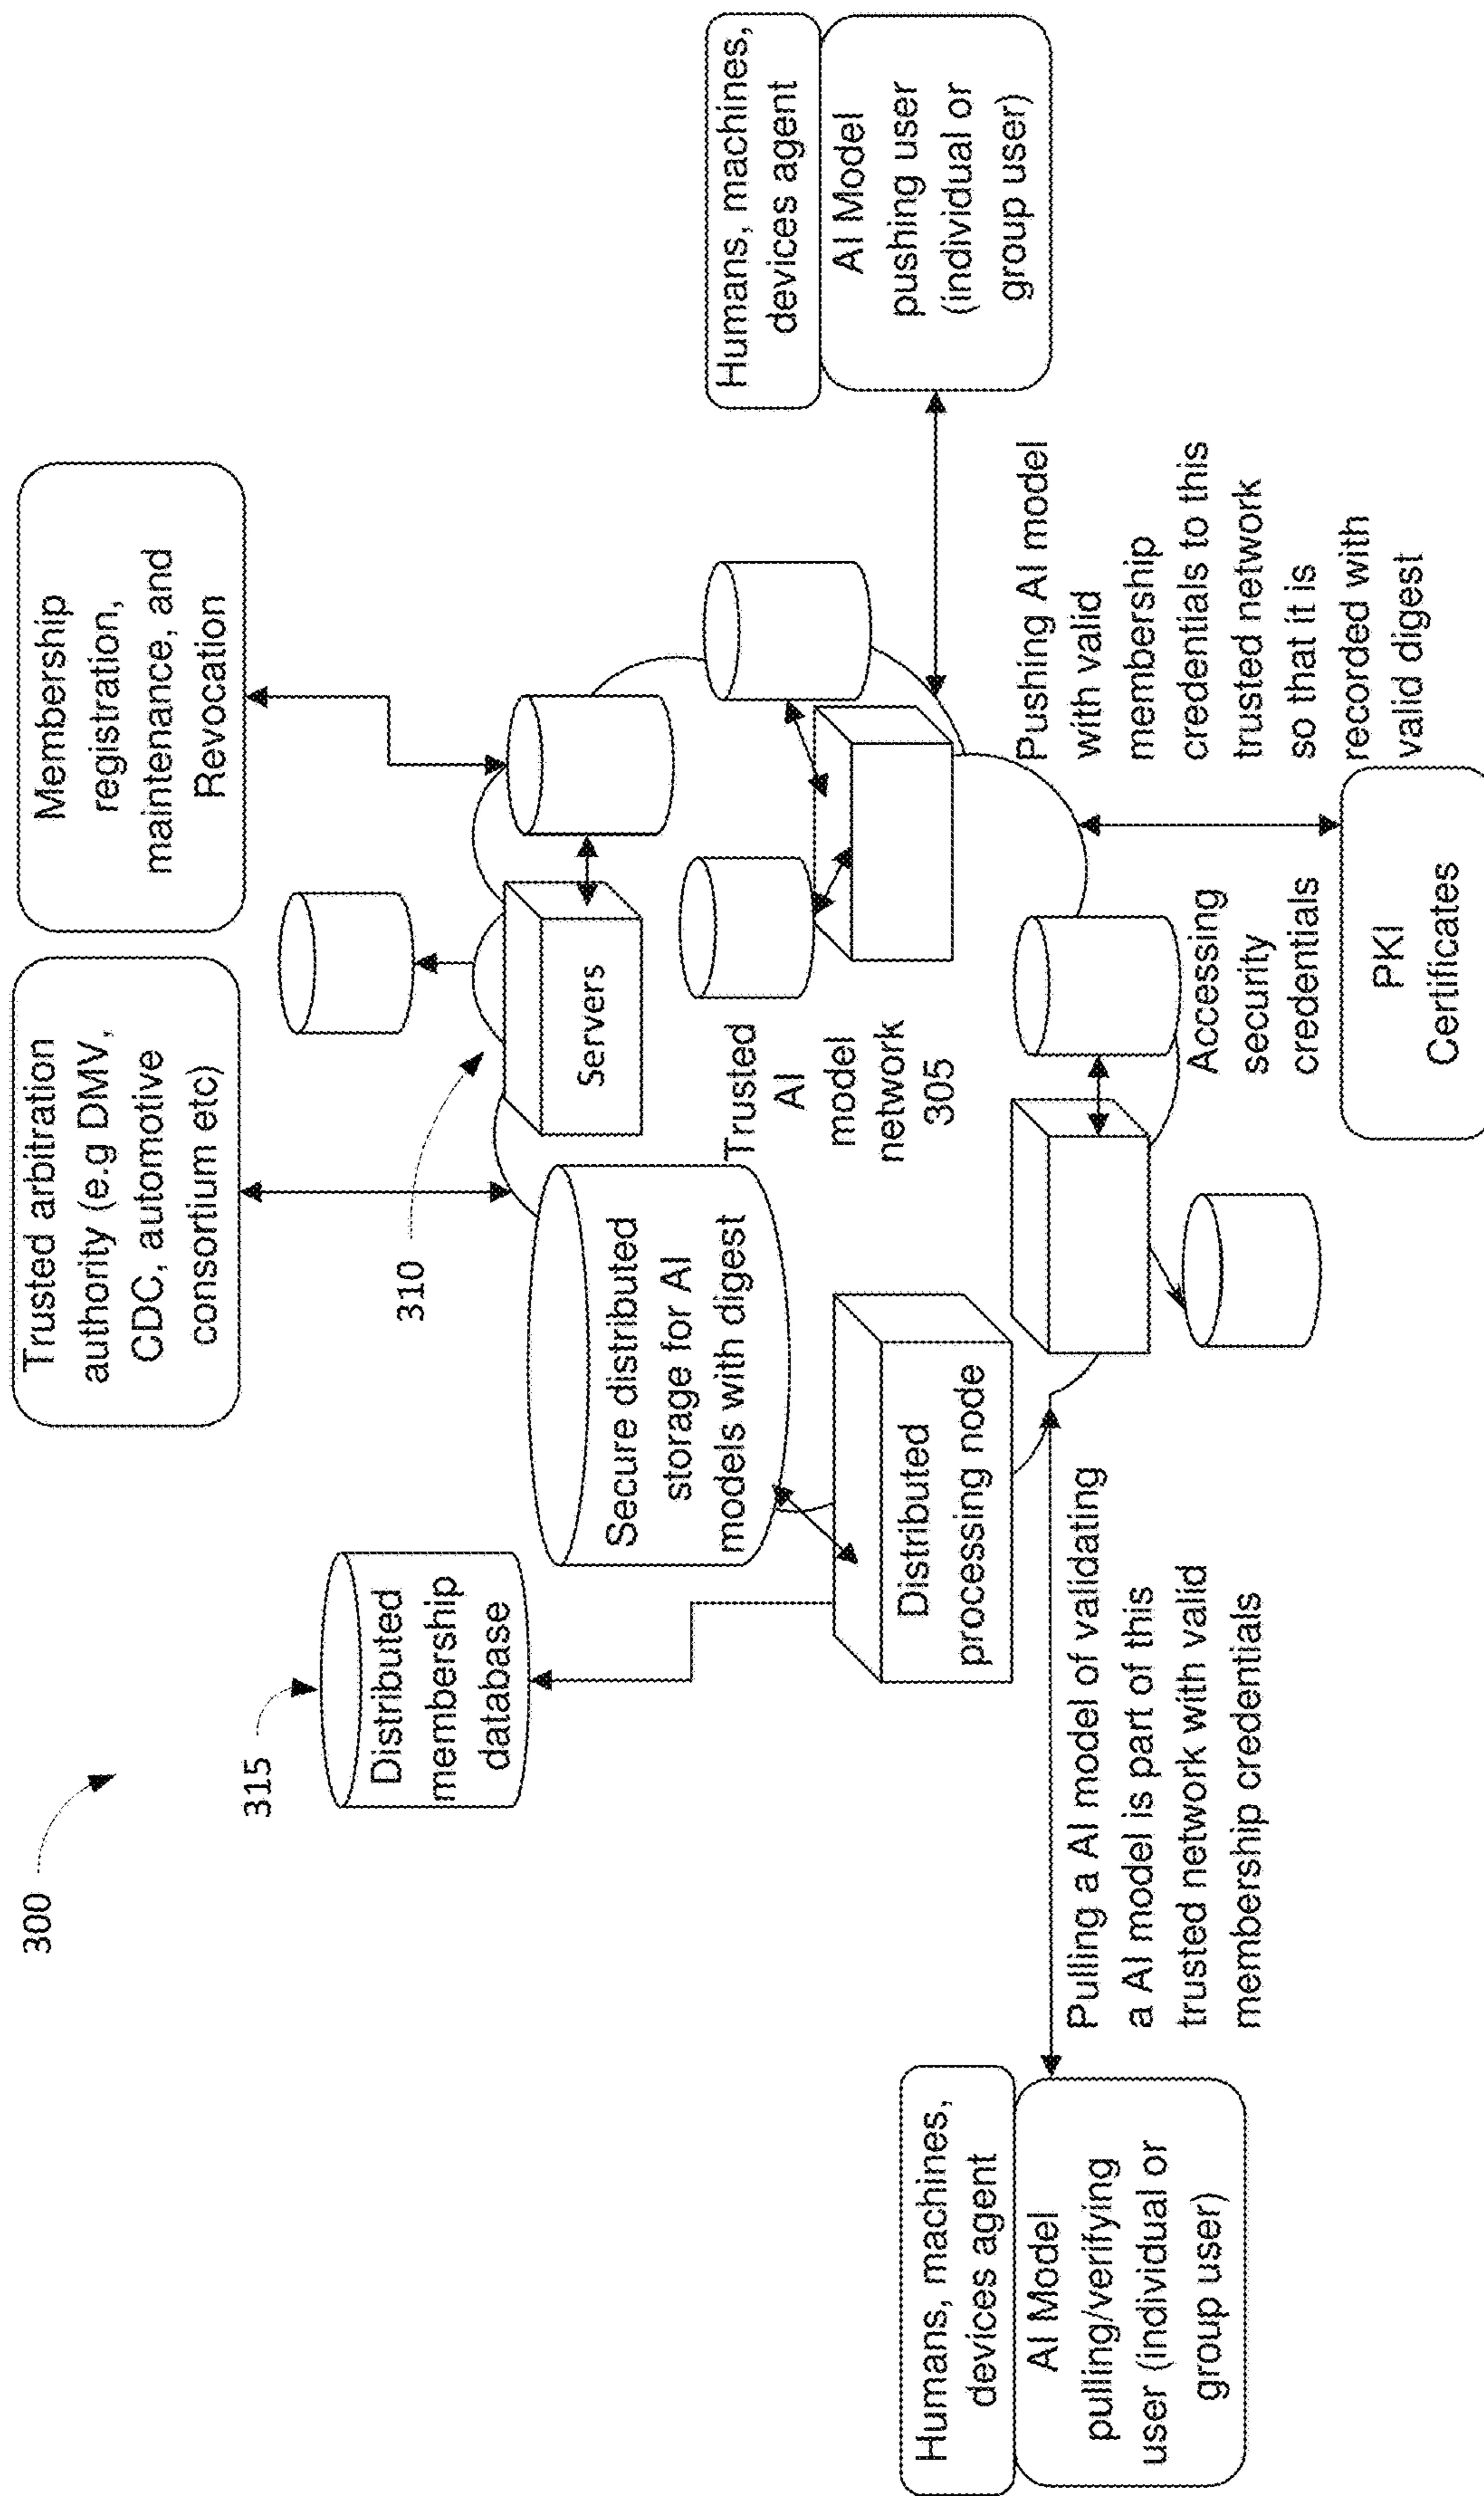 300
Trusted arbitration
authority (e.g DMV,
CDC, automotive
consortium etc)
Membership
registration,
maintenance, and
Revocation
315
310
Distributed
membership
database
Secure distributed
storage for AI
models with digest
Servers
Trusted
AI
model
network
305
Distributed
processing node
Humans, machines,
devices agent
AI Model
pushing user
(individual or
group user)
Humans, machines,
devices agent
AI Model
pulling/verifying
user (individual or
group user)
Pulling a AI model of validating
a AI model is part of this
trusted network with valid
membership credentials
Accessing
security
credentials
Pushing AI model
with valid
membership
credentials to this
trusted network
so that it is
recorded with
valid digest
PKI
Certificates